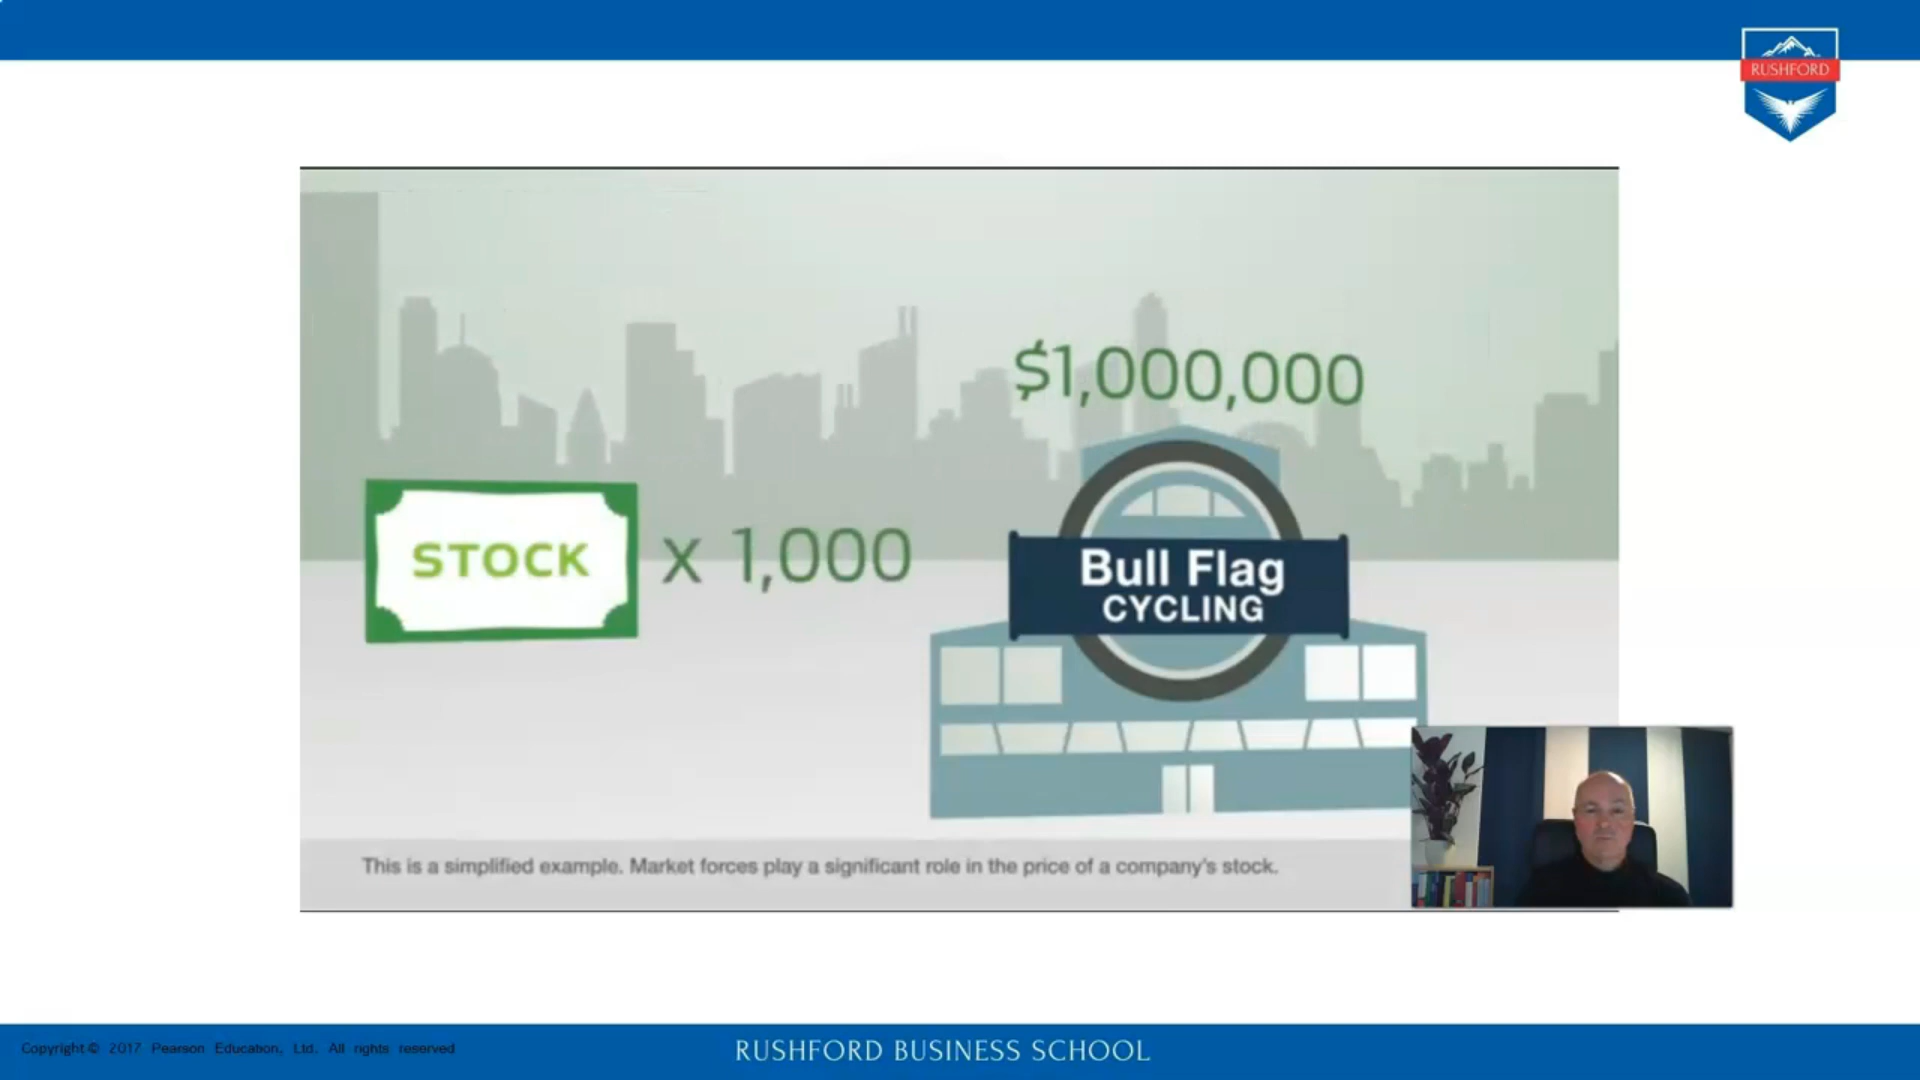 RUSHFORD
$1,000,000
STOCK x 1,000
Bull Flag
CYCLING
This is a simplified example. Market forces play a significant role in the price of a company's stock.
Copyright © 2017 Pearson Education, Ltd. All rights reserved
RUSHFORD BUSINESS SCHOOL